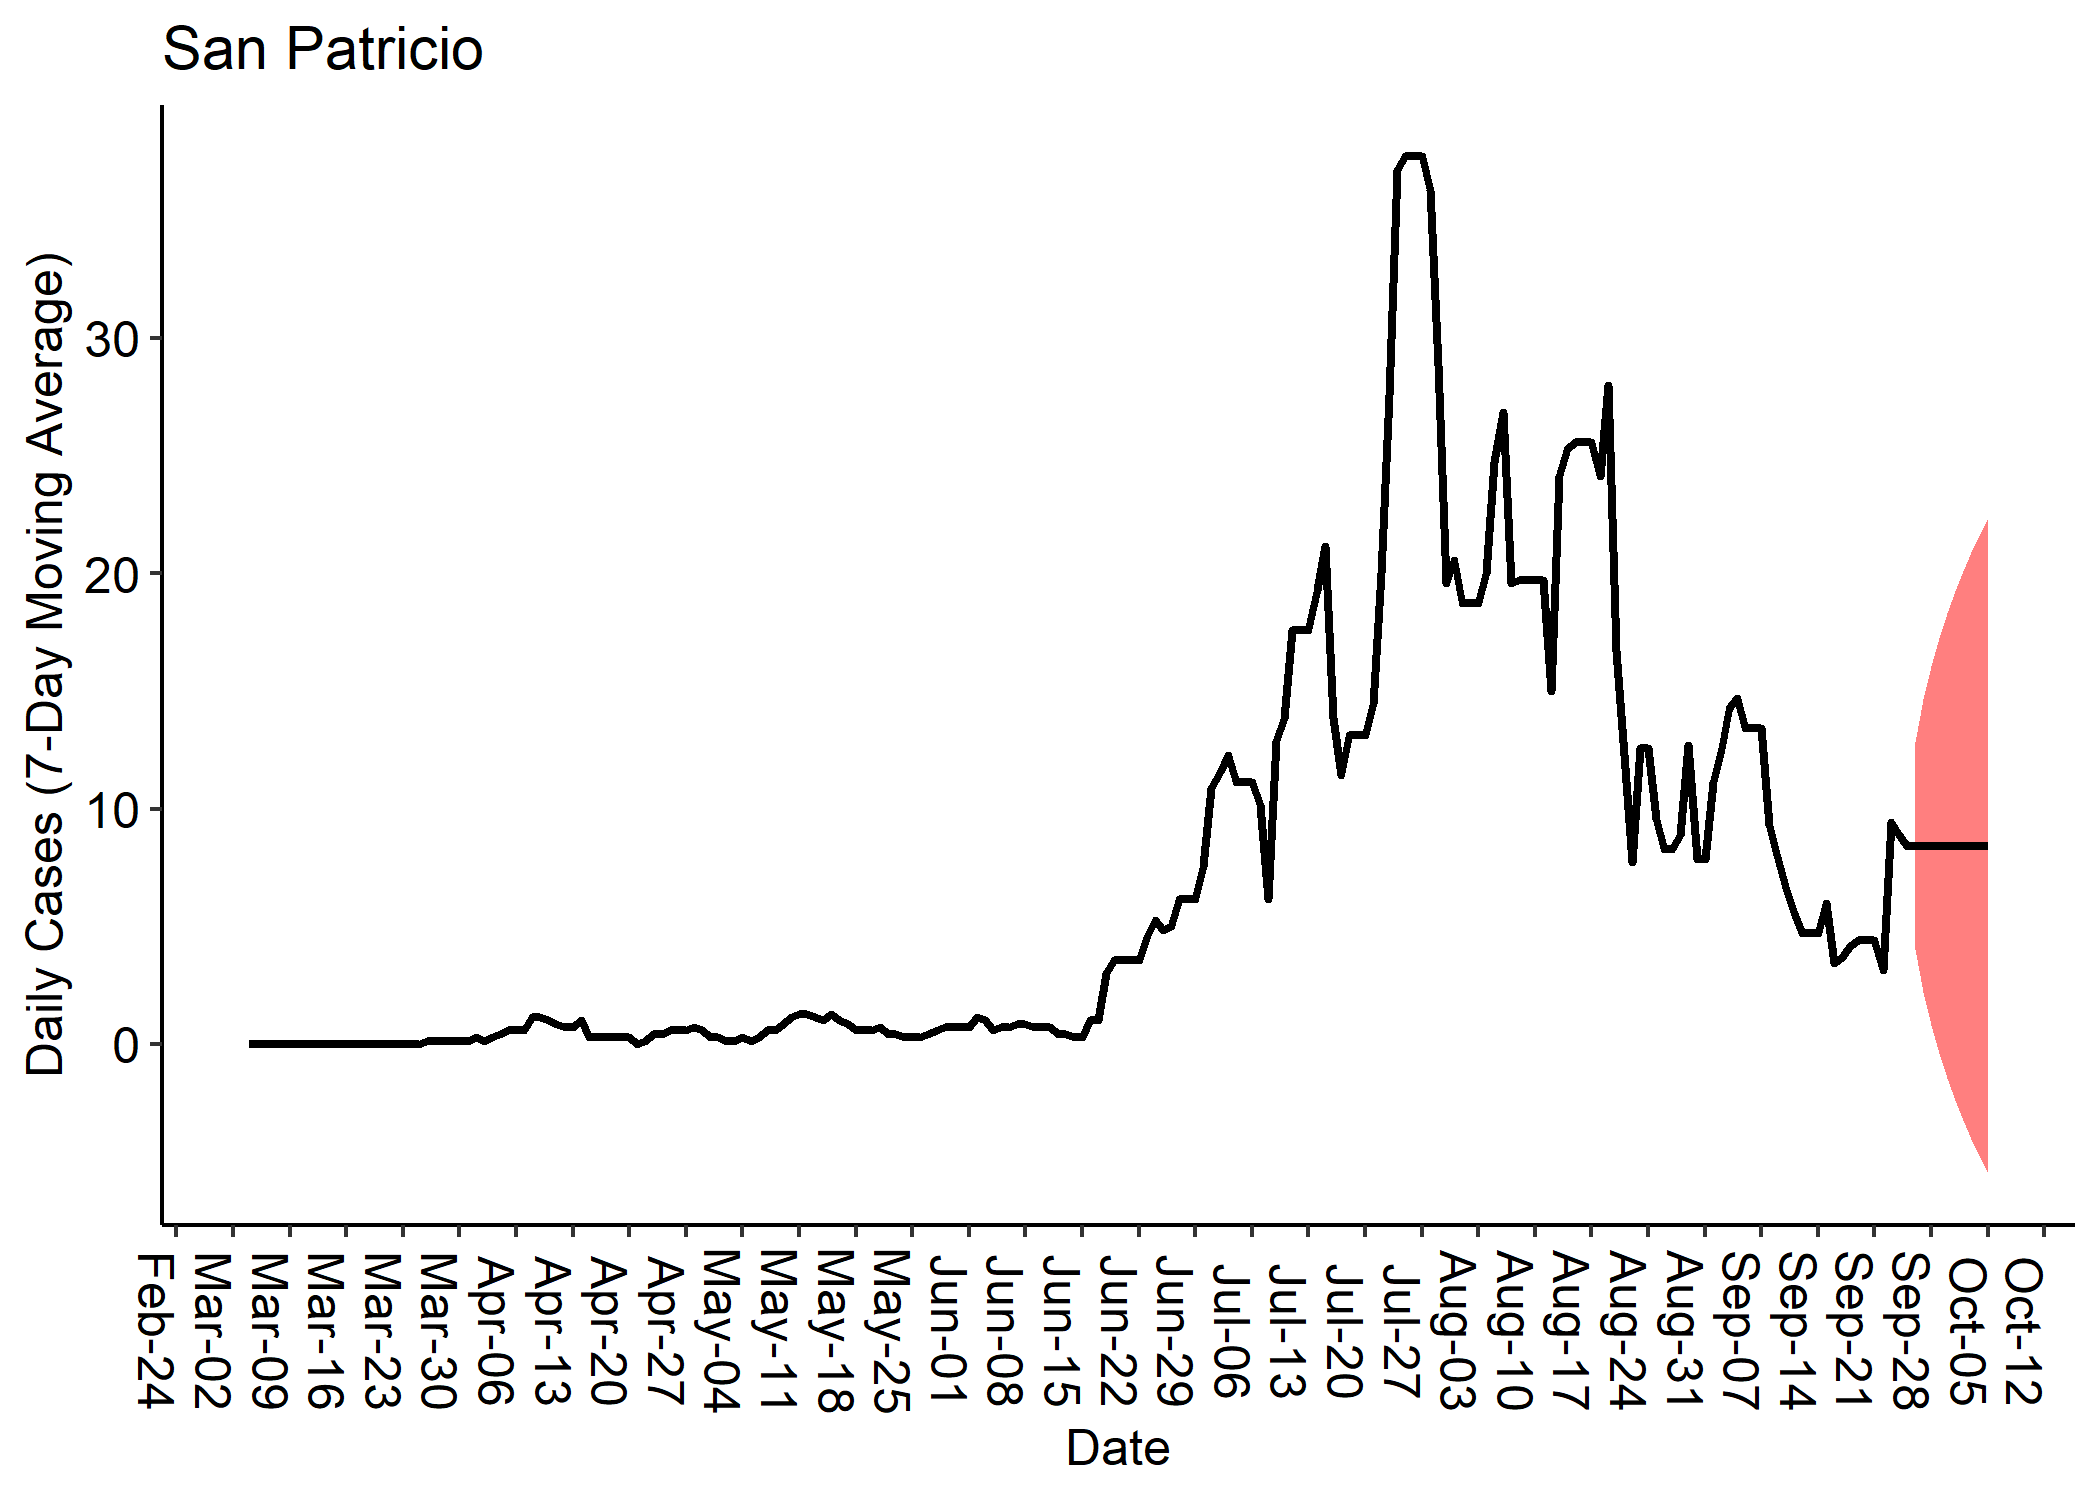 San Patricio
Daily Cases (7-Day Moving Average)
30
20
10
0
Feb-24
Mar-02
Mar-09
Mar-16
Mar-23
Mar-30
Apr-06
Apr-13
Apr-20
Apr-27
May-04
May-11
May-18
May-25
Jun-01
Jun-08
Jun-15
Jun-22
Jun-29
Jul-06
Jul-13
Jul-20
Jul-27
Aug-03
Aug-10
Aug-17
Aug-24
Aug-31
Sep-07
Sep-14
Sep-21
Sep-28
Oct-05
Oct-12
Date